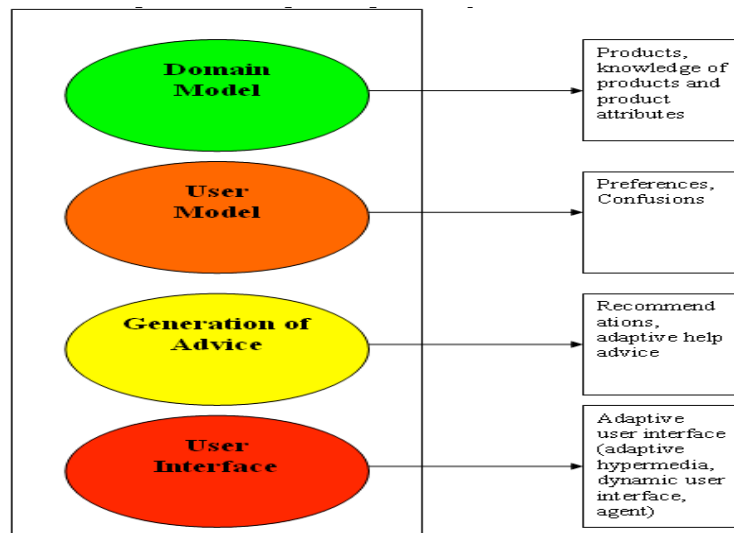 Domain
Model
Products,
knowledge of
products and
product
attributes
User
Model
Preferences,
Confusions
Generation of
Advice
Recommend
ations,
adaptive help
advice
User
Interface
Adaptive
user interface
(adaptive
hypermedia,
dynamic user
interface,
agent)